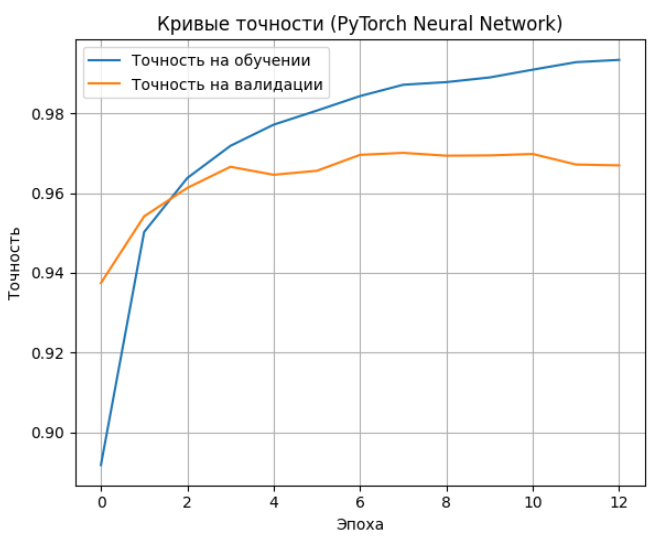 Кривые точности (PyTorch Neural Network)
Точность на обучении
Точность на валидации
Точность
0.98
0.96
0.94
0.92
0.90
0 2 4 6 8 10 12
Эпоха